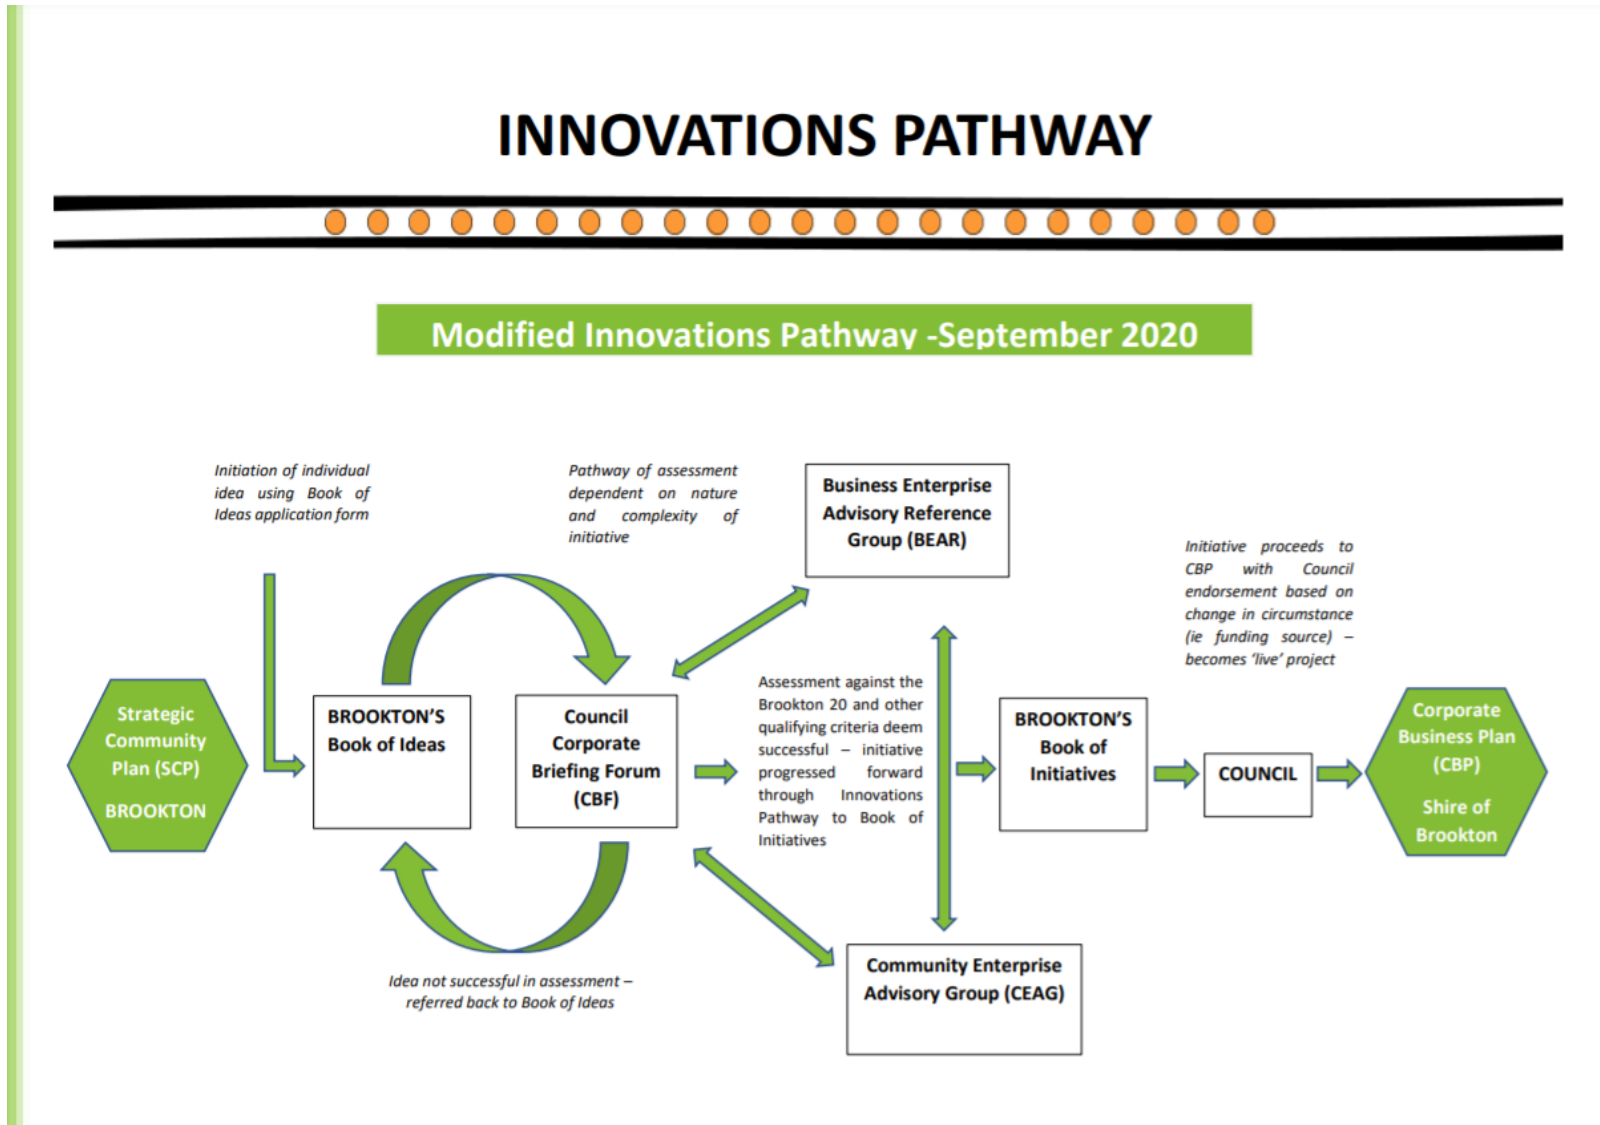 INNOVATIONS PATHWAY
Modified Innovations Pathway -September 2020
Initiation of individual
idea using Book of
Ideas application form
Pathway of assessment
dependent on nature
and complexity of
initiative
Business Enterprise
Advisory Reference
Group (BEAR)
Initiative proceeds to
CBP with Council
endorsement based on
change in circumstance
(ie funding source) –
becomes ‘live’ project
Strategic
Community
Plan (SCP)
BROOKTON
BROOKTON’S
Book of Ideas
Council
Corporate
Briefing Forum
(CBF)
Assessment against the
Brookton 20 and other
qualifying criteria deem
successful – initiative
progressed forward
through Innovations
Pathway to Book of
Initiatives
BROOKTON’S
Book of
Initiatives
COUNCIL
Corporate
Business Plan
(CBP)
Shire of
Brookton
Idea not successful in assessment –
referred back to Book of Ideas
Community Enterprise
Advisory Group (CEAG)